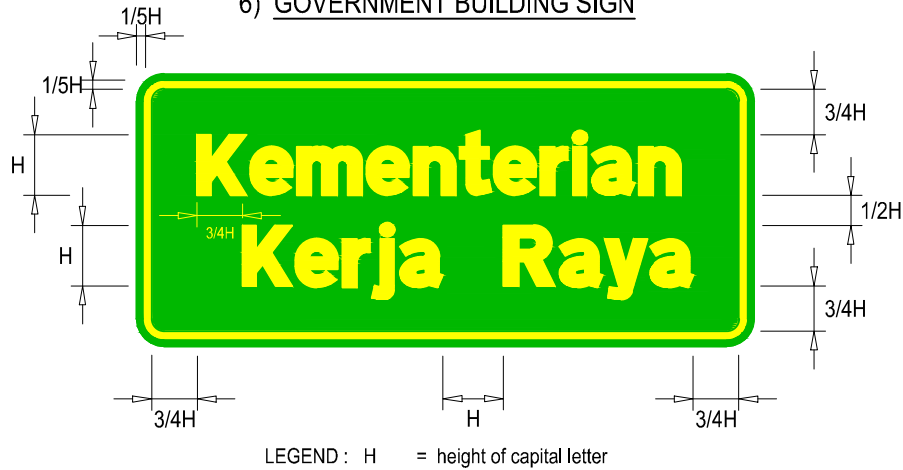 6) GOVERNMENT BUILDING SIGN
1/5H
1/5H
3/4H
Kementerian
H
1/2H
3/4H
Kerja Raya
H
3/4H
3/4H
H
3/4H
LEGEND : H = height of capital letter